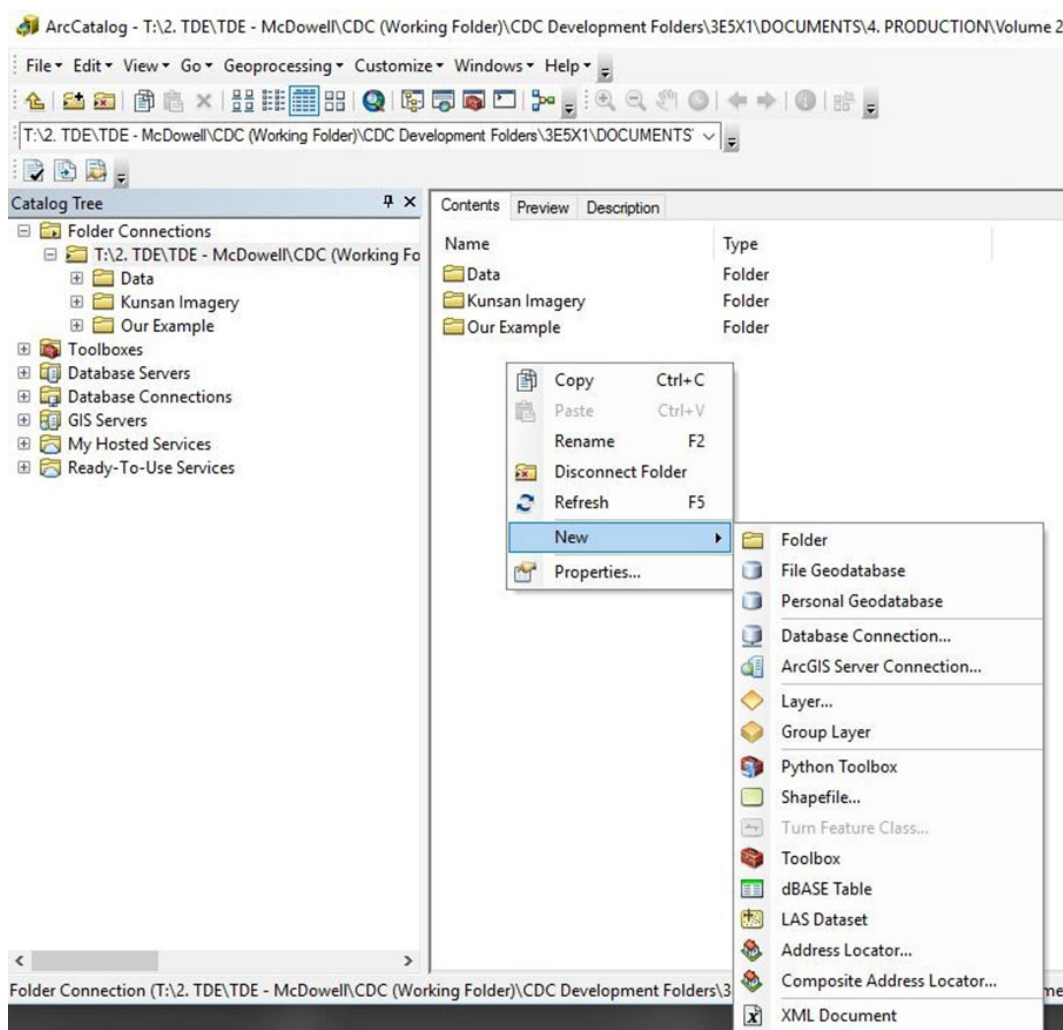 ArcCatalog - T:\2. TDE\TDE - McDowell\CDC (Working Folder)\CDC Development Folders\3E5X1\DOCUMENTS\4. PRODUCTION\Volume 2
File Edit View Go Geoprocessing Customize Windows Help
T:\2. TDE\TDE - McDowell\CDC (Working Folder)\CDC Development Folders\3E5X1\DOCUMENTS
Catalog Tree
Folder Connections
T:\2. TDE\TDE - McDowell\CDC (Working Fo
Data
Kunsan Imagery
Our Example
Toolboxes
Database Servers
Database Connections
GIS Servers
My Hosted Services
Ready-To-Use Services
Contents Preview Description
Name Type
Data Folder
Kunsan Imagery Folder
Our Example Folder
Copy Ctrl+C
Paste Ctrl+V
Rename F2
Disconnect Folder
Refresh F5
New
Properties...
Folder
File Geodatabase
Personal Geodatabase
Database Connection...
ArcGIS Server Connection...
Layer...
Group Layer
Python Toolbox
Shapefile...
Turn Feature Class...
Toolbox
dBASE Table
LAS Dataset
Address Locator...
Composite Address Locator...
XML Document
Folder Connection (T:\2. TDE\TDE - McDowell\CDC (Working Folder)\CDC Development Folders\3